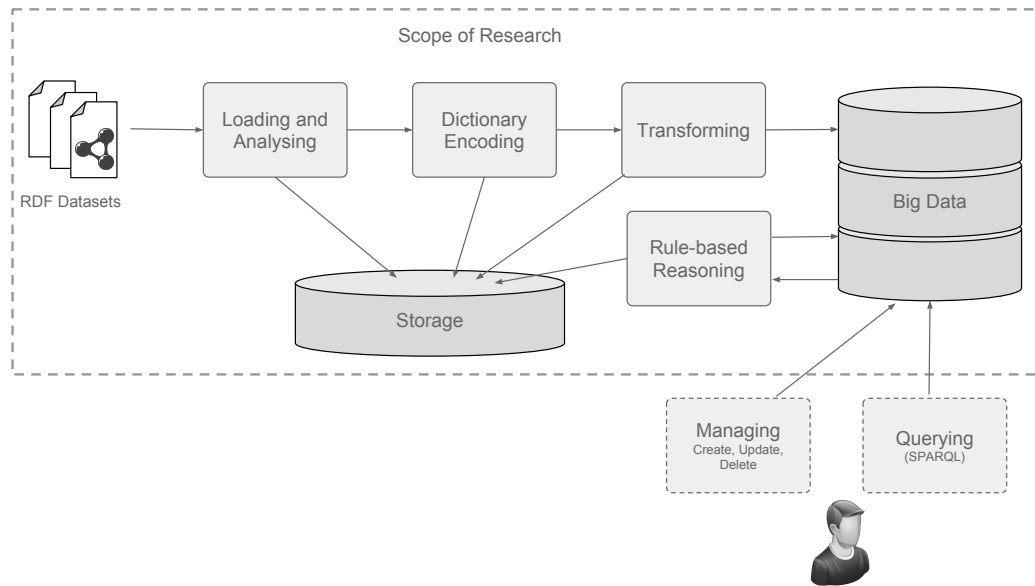 Scope of Research
RDF Datasets
Loading and
Analysing
Dictionary
Encoding
Transforming
Big Data
Rule-based
Reasoning
Storage
Managing
Create, Update,
Delete
Querying
(SPARQL)